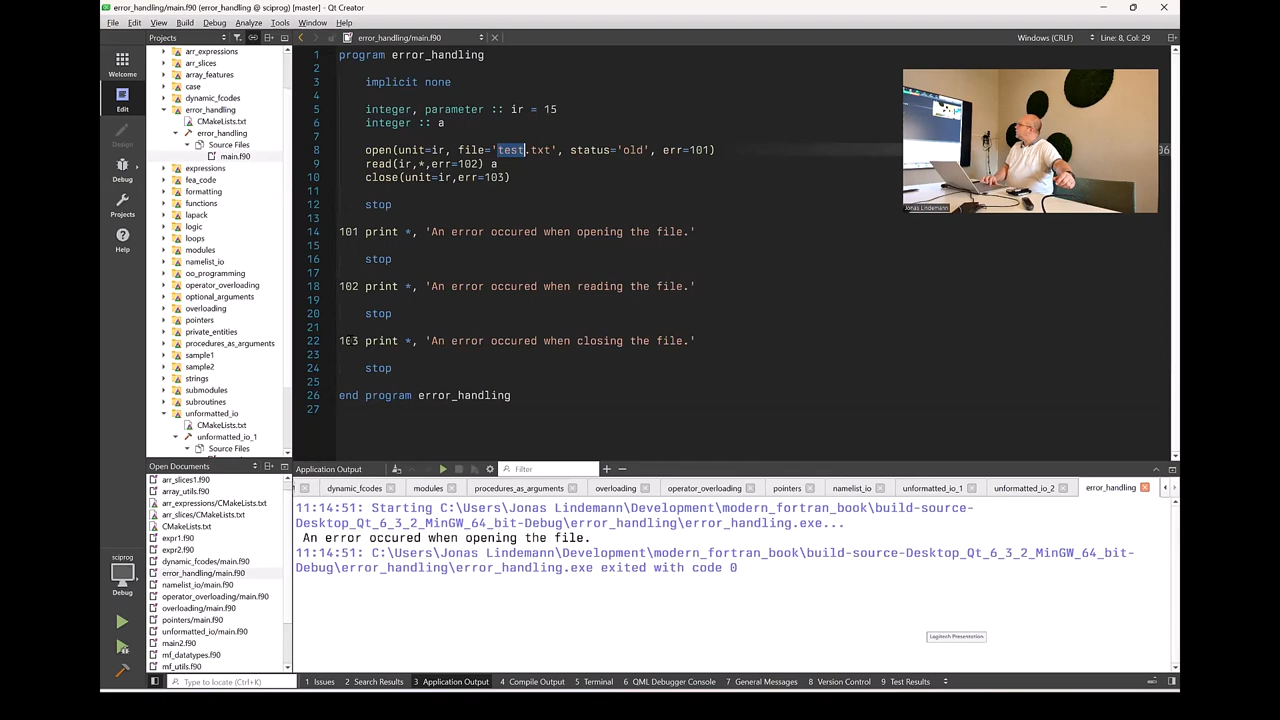 error_handling/main.f90 (error_handling @ sciprog) [master] - Qt Creator
File Edit View Build Debug Analyze Tools Window Help
Projects
error_handling/main.f90
Windows (CRLF)
Line: 8, Col: 29
Welcome
Edit
Design
Debug
Projects
Help
sciprog
Debug
arr_expressions
arr_slices
array_features
case
dynamic_fcodes
error_handling
CMakeLists.txt
error_handling
Source Files
main.f90
expressions
fea_code
formatting
functions
lapack
logic
loops
modules
namelist_io
oo_programming
operator_overloading
optional_arguments
overloading
pointers
private_entities
procedures_as_arguments
sample1
sample2
strings
submodules
subroutines
unformatted_io
CMakeLists.txt
unformatted_io_1
Source Files
Open Documents
arr_slices1.f90
array_utils.f90
arr_expressions/CMakeLists.txt
arr_slices/CMakeLists.txt
CMakeLists.txt
expr1.f90
expr2.f90
dynamic_fcodes/main.f90
error_handling/main.f90
namelist_io/main.f90
operator_overloading/main.f90
overloading/main.f90
pointers/main.f90
unformatted_io/main.f90
main2.f90
mf_datatypes.f90
mf_utils.f90
1 program error_handling
2
3 implicit none
4
5 integer, parameter :: ir = 15
6 integer :: a
7
8 open(unit=ir, file='test.txt', status='old', err=101)
9 read(ir,*,err=102) a
10 close(unit=ir,err=103)
11
12 stop
13
14 101 print *, 'An error occured when opening the file.'
15
16 stop
17
18 102 print *, 'An error occured when reading the file.'
19
20 stop
21
22 103 print *, 'An error occured when closing the file.'
23
24 stop
25
26 end program error_handling
27
Jonas Lindemann
Application Output
Filter
dynamic_fcodes modules procedures_as_arguments overloading operator_overloading pointers namelist_io unformatted_io_1 unformatted_io_2 error_handling
11:14:51: Starting C:\Users\Jonas Lindemann\Development\modern_fortran_book\build-source-
Desktop_Qt_6_3_2_MinGW_64_bit-Debug\error_handling\error_handling.exe...
An error occured when opening the file.
11:14:51: C:\Users\Jonas Lindemann\Development\modern_fortran_book\build-source-Desktop_Qt_6_3_2_MinGW_64_bit-
Debug\error_handling\error_handling.exe exited with code 0
Logitech Presentation
Type to locate (Ctrl+...)
1 Issues 2 Search Results 3 Application Output 4 Compile Output 5 Terminal 6 QML Debugger Console 7 General Messages 8 Version Control 9 Test Results